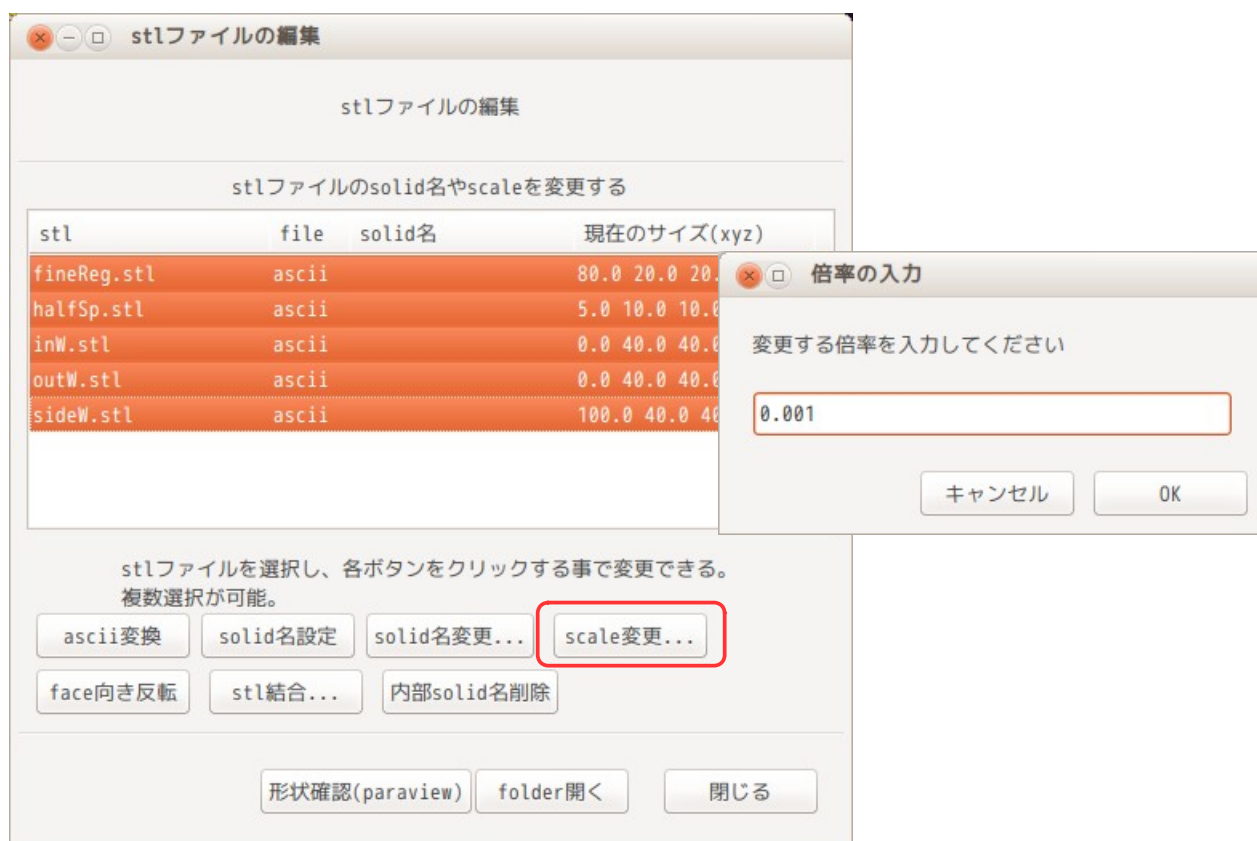 stlファイルの編集
stlファイルの編集
stlファイルのsolid名やscaleを変更する
stl file solid名 現在のサイズ(xyz)
fineReg.stl ascii 80.0 20.0 20.
halfSp.stl ascii 5.0 10.0 10.0
inW.stl ascii 0.0 40.0 40.0
outW.stl ascii 0.0 40.0 40.
sideW.stl ascii 100.0 40.0 40
stlファイルを選択し、各ボタンをクリックする事で変更できる。
複数選択が可能。
ascii変換 solid名設定 solid名変更... scale変更...
face向き反転 stl結合... 内部solid名削除
形状確認(paraview) folder開く 閉じる
倍率の入力
変更する倍率を入力してください
0.001
キャンセル OK